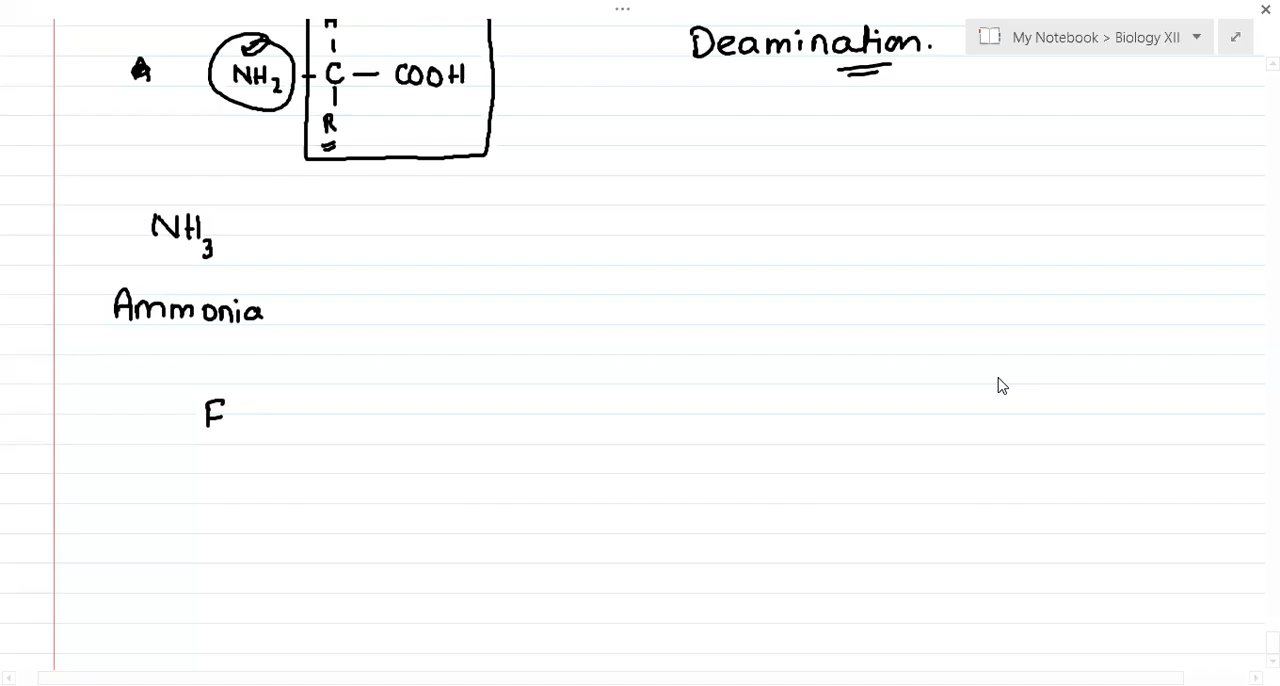 H
Deamination.
My Notebook > Biology XII
NH2 - C - COOH
R
NH3
Ammonia
F